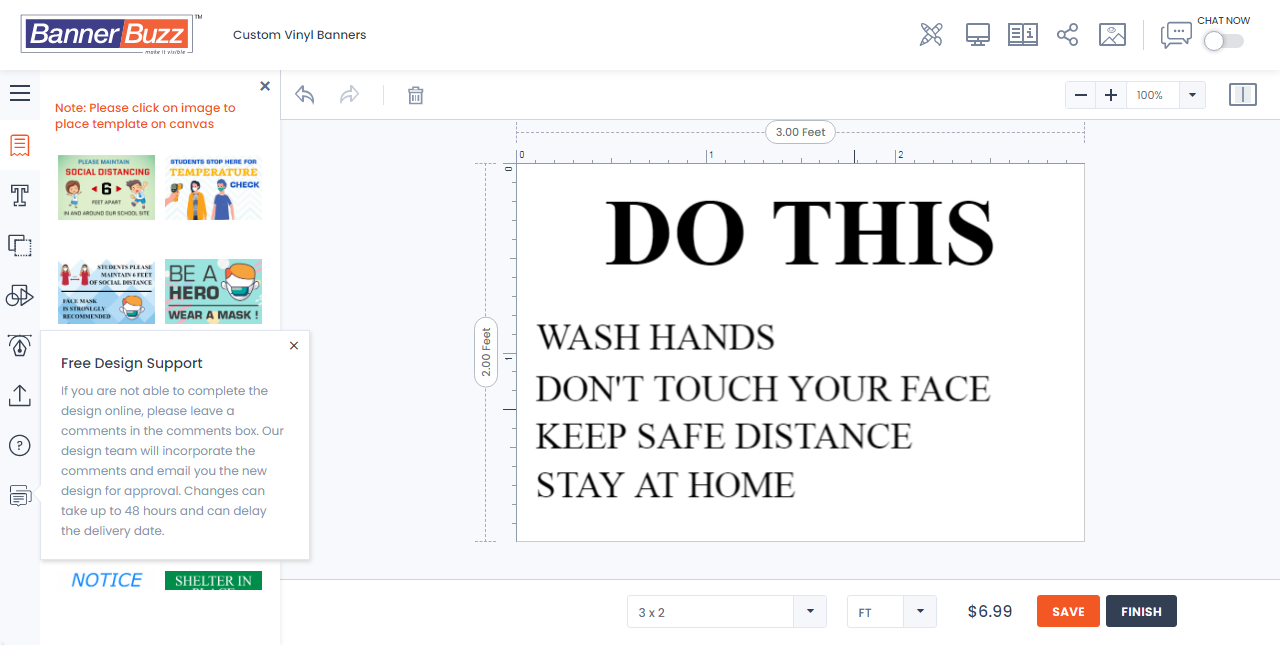 BannerBuzz
TM
make it visible
Custom Vinyl Banners
CHAT NOW
Note: Please click on image to
place template on canvas
100%
3.00 Feet
0 1 2
0
1
2.00 Feet
PLEASE MAINTAIN
SOCIAL DISTANCING
6
FEET APART
IN AND AROUND OUR SCHOOL SITE
STUDENTS STOP HERE FOR
TEMPERATURE
CHECK
STUDENTS PLEASE
MAINTAIN 6 FEET
OF SOCIAL DISTANCE
FACE MASK
IS STRONLGLY
RECOMMENDED
BE A
HERO
WEAR A MASK !
Free Design Support
If you are not able to complete the
design online, please leave a
comments in the comments box. Our
design team will incorporate the
comments and email you the new
design for approval. Changes can
take up to 48 hours and can delay
the delivery date.
NOTICE
SHELTER IN
PLACE
DO THIS
WASH HANDS
DON'T TOUCH YOUR FACE
KEEP SAFE DISTANCE
STAY AT HOME
3 x 2
FT
$6.99
SAVE
FINISH